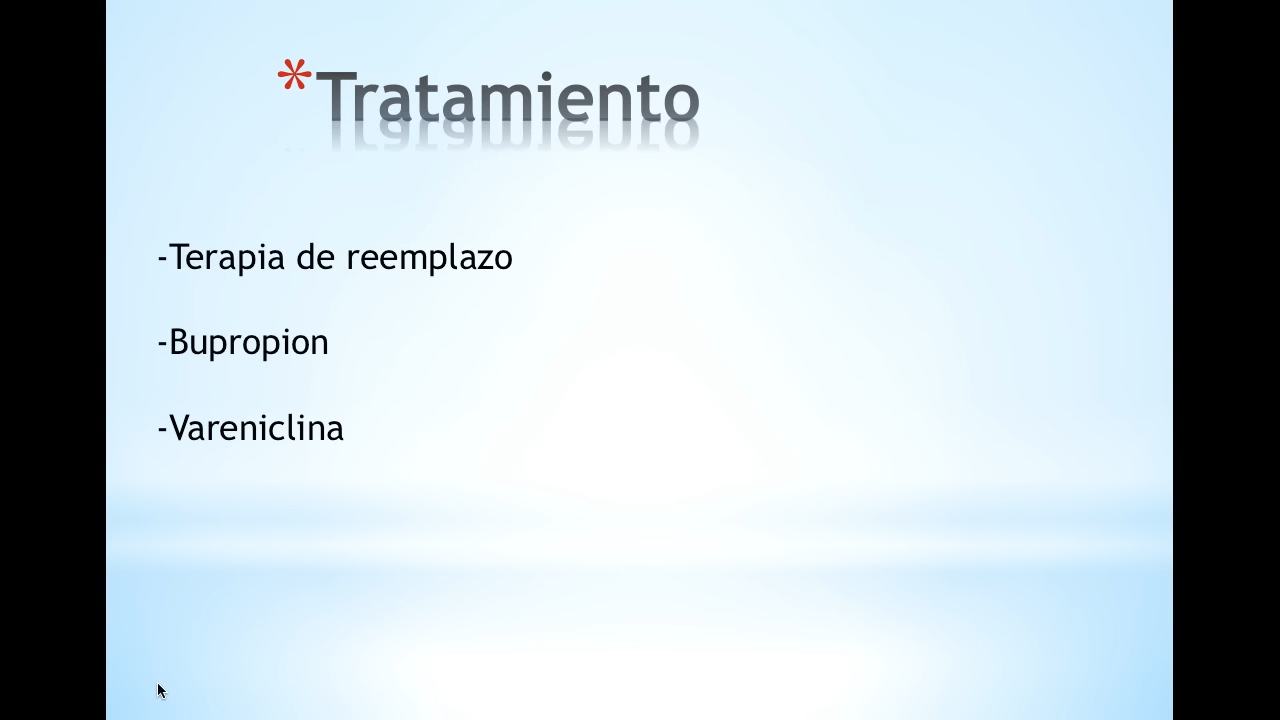 *Tratamiento
-Terapia de reemplazo
-Bupropion
-Vareniclina